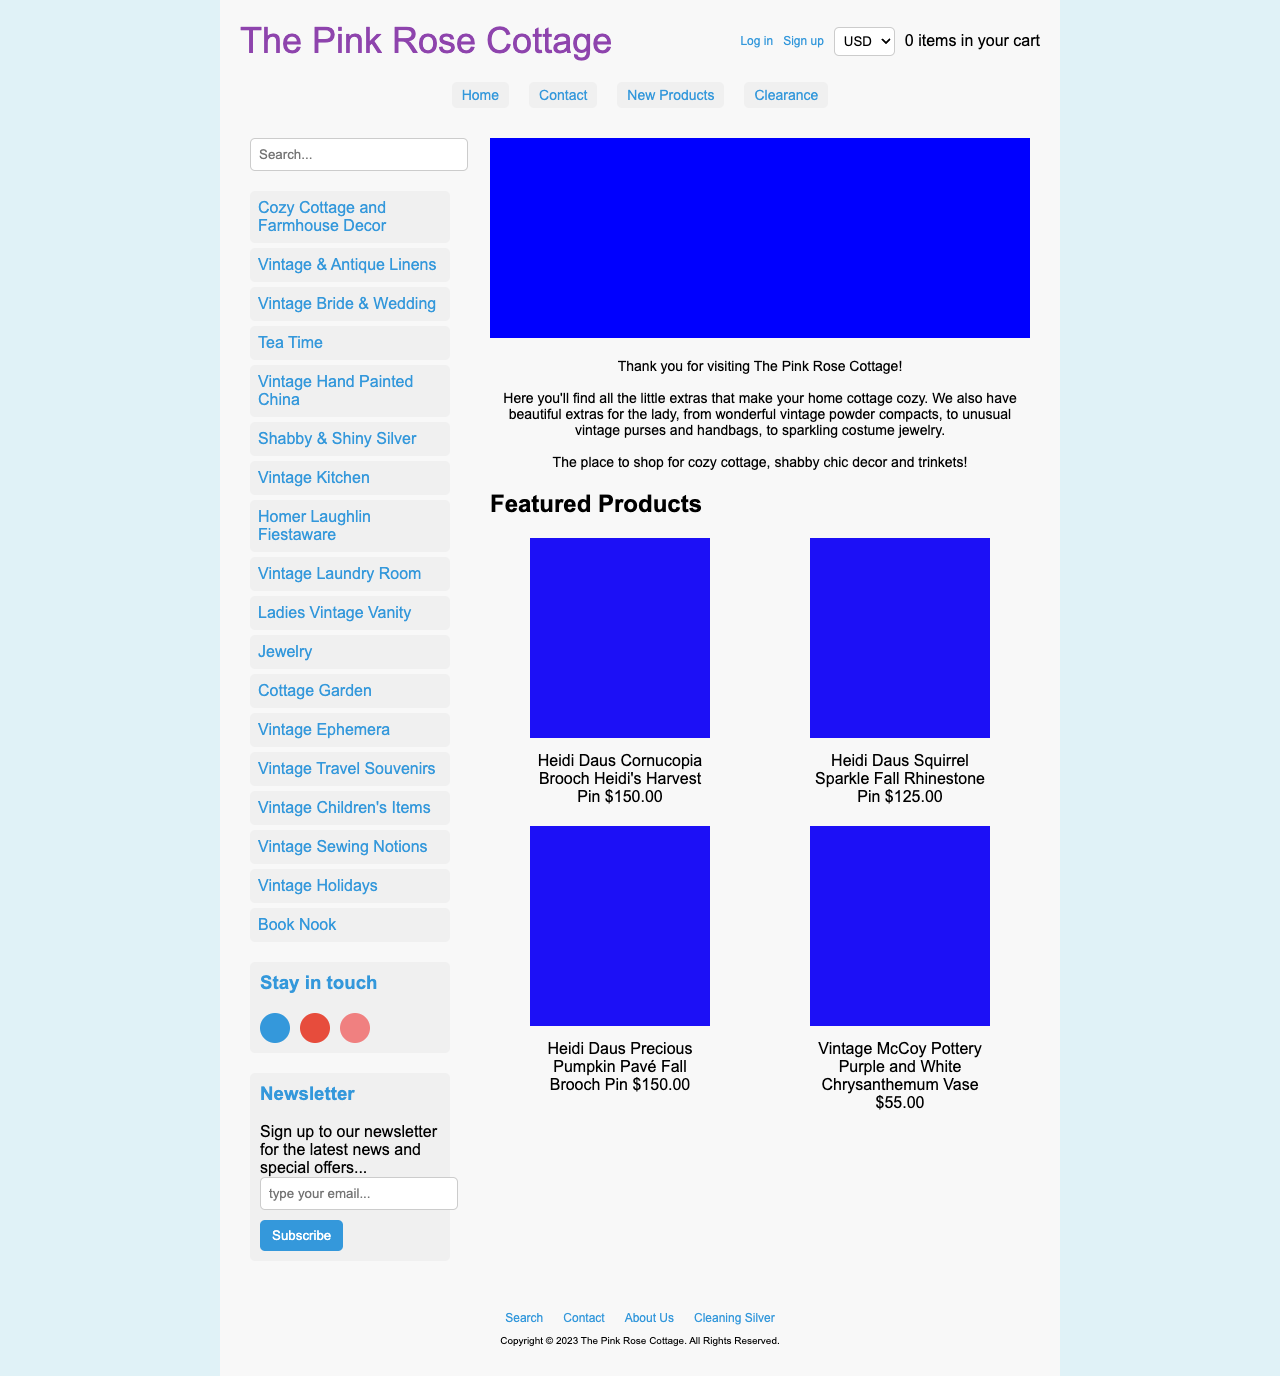 The Pink Rose Cottage
Log in Sign up USD 0 items in your cart
Home Contact New Products Clearance
Search...
Cozy Cottage and
Farmhouse Decor
Vintage & Antique Linens
Vintage Bride & Wedding
Tea Time
Vintage Hand Painted
China
Shabby & Shiny Silver
Vintage Kitchen
Homer Laughlin
Fiestaware
Vintage Laundry Room
Ladies Vintage Vanity
Jewelry
Cottage Garden
Vintage Ephemera
Vintage Travel Souvenirs
Vintage Children's Items
Vintage Sewing Notions
Vintage Holidays
Book Nook
Stay in touch
Newsletter
Sign up to our newsletter
for the latest news and
special offers...
type your email...
Subscribe
Thank you for visiting The Pink Rose Cottage!
Here you'll find all the little extras that make your home cottage cozy. We also have
beautiful extras for the lady, from wonderful vintage powder compacts, to unusual
vintage purses and handbags, to sparkling costume jewelry.
The place to shop for cozy cottage, shabby chic decor and trinkets!
Featured Products
Heidi Daus Cornucopia
Brooch Heidi's Harvest
Pin $150.00
Heidi Daus Squirrel
Sparkle Fall Rhinestone
Pin $125.00
Heidi Daus Precious
Pumpkin Pavé Fall
Brooch Pin $150.00
Vintage McCoy Pottery
Purple and White
Chrysanthemum Vase
$55.00
Search Contact About Us Cleaning Silver
Copyright © 2023 The Pink Rose Cottage. All Rights Reserved.